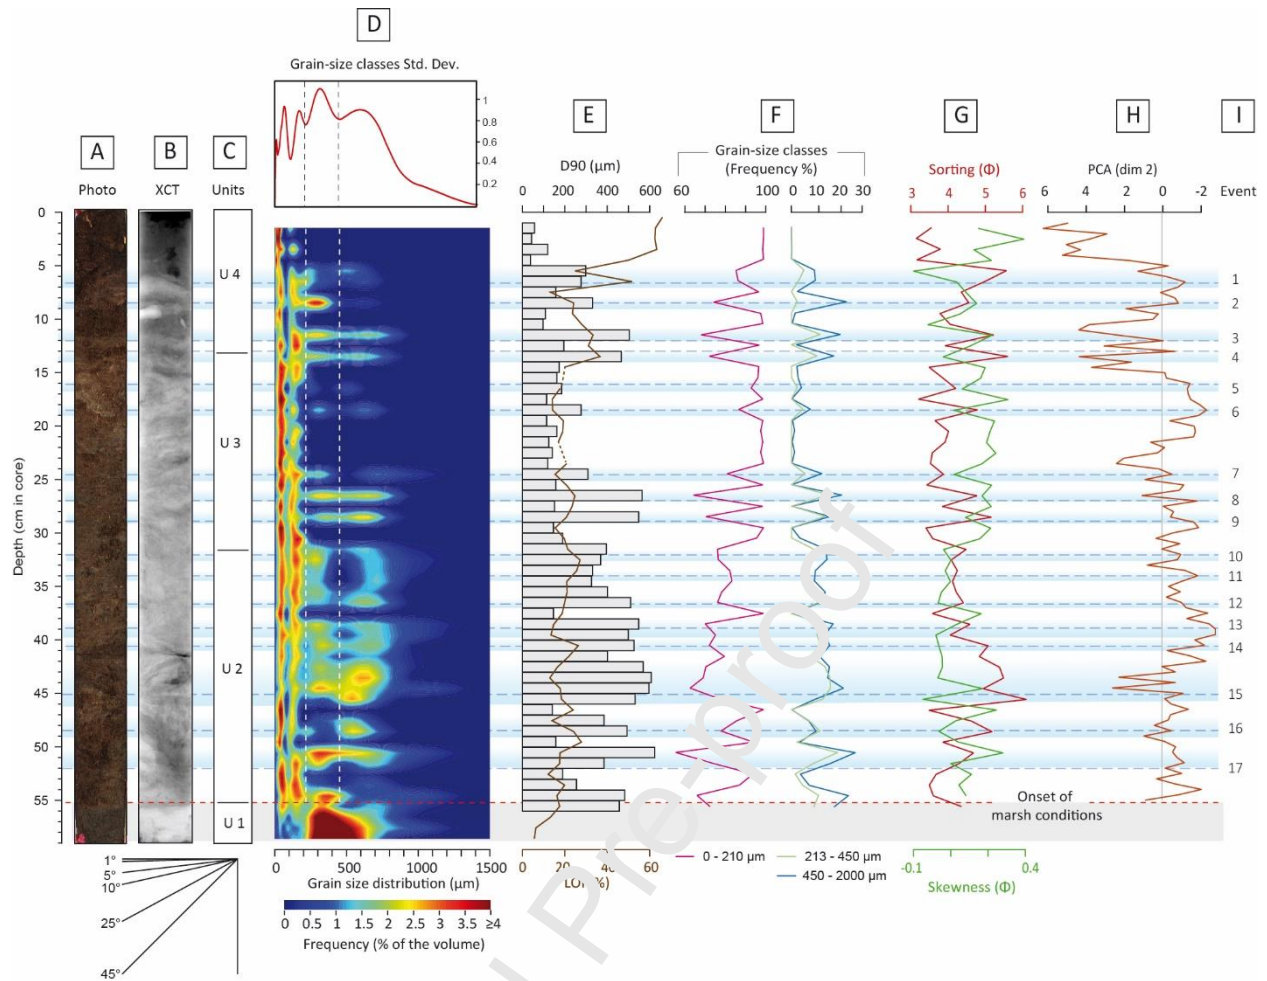 D
Grain-size classes Std. Dev.
1
0.8
0.6
0.4
0.2
A
B
C
E
F
G
H
I
Photo
XCT
Units
D90 (µm)
0 200 400 600
Grain-size classes
(Frequency %)
60 100 0 10 20 30
Sorting (Φ)
3 4 5 6
PCA (dim 2)
6 4 2 0 -2
Event
Depth (cm in core)
0
5
10
15
20
25
30
35
40
45
50
55
U 4
U 3
U 2
U 1
1
2
3
4
5
6
7
8
9
10
11
12
13
14
15
16
17
Onset of
marsh conditions
1°
5°
10°
25°
45°
0 500 1000 1500
Grain size distribution (µm)
0 0.5 1 1.5 2 2.5 3 3.5 ≥4
Frequency (% of the volume)
0 20 40 60
LOI (%)
0 - 210 µm
213 - 450 µm
450 - 2000 µm
-0.1 0.4
Skewness (Φ)
Pre-proof